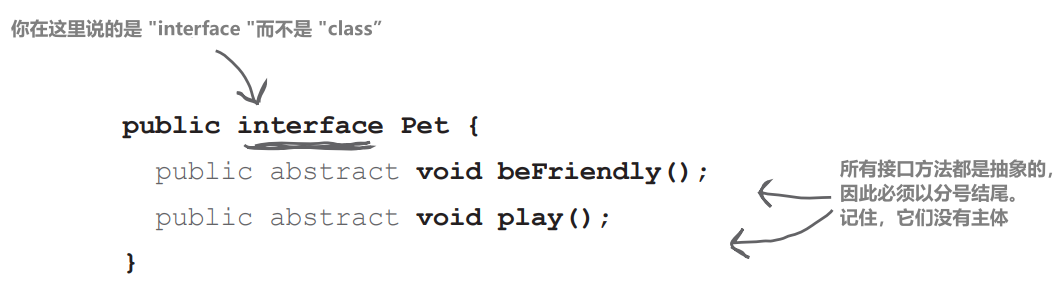 你在这里说的是 "interface "而不是 "class”
public interface Pet {
public abstract void beFriendly();
public abstract void play();
}
所有接口方法都是抽象的，
因此必须以分号结尾。
记住，它们没有主体